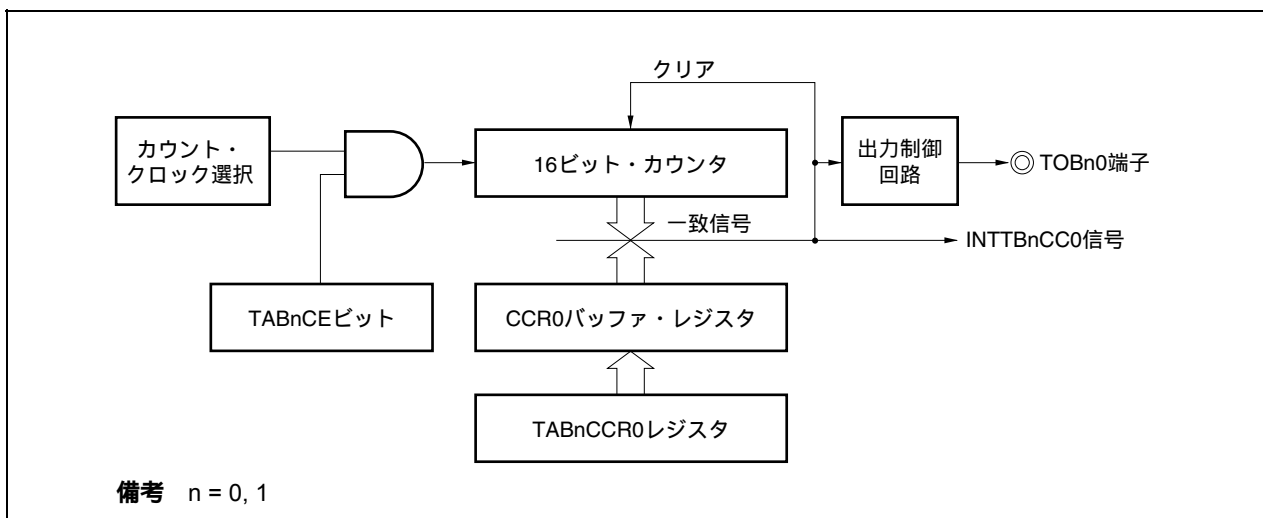 クリア
カウント・
クロック選択
16ビット・カウンタ
出力制御
回路
TOBn0端子
一致信号
INTTBnCC0信号
TABnCEビット
CCR0バッファ・レジスタ
TABnCCR0レジスタ
備考 n = 0, 1